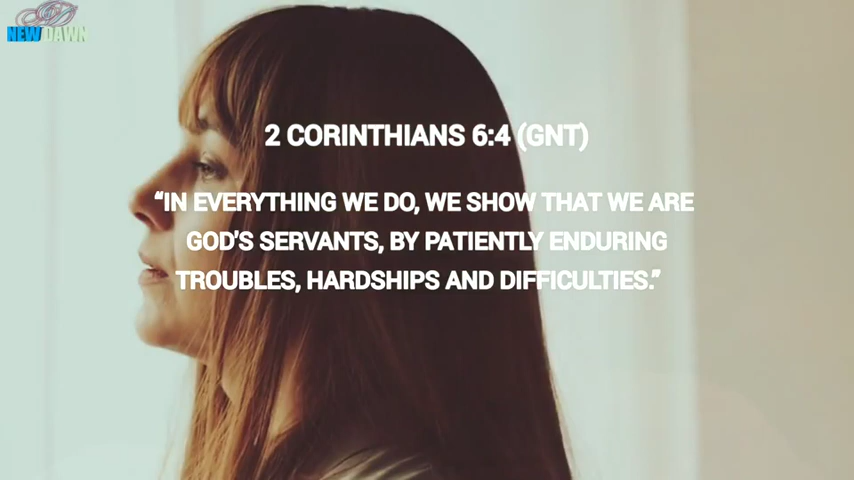 NEW DAWN
2 CORINTHIANS 6:4 (GNT)
“IN EVERYTHING WE DO, WE SHOW THAT WE ARE
GOD'S SERVANTS, BY PATIENTLY ENDURING
TROUBLES, HARDSHIPS AND DIFFICULTIES.”